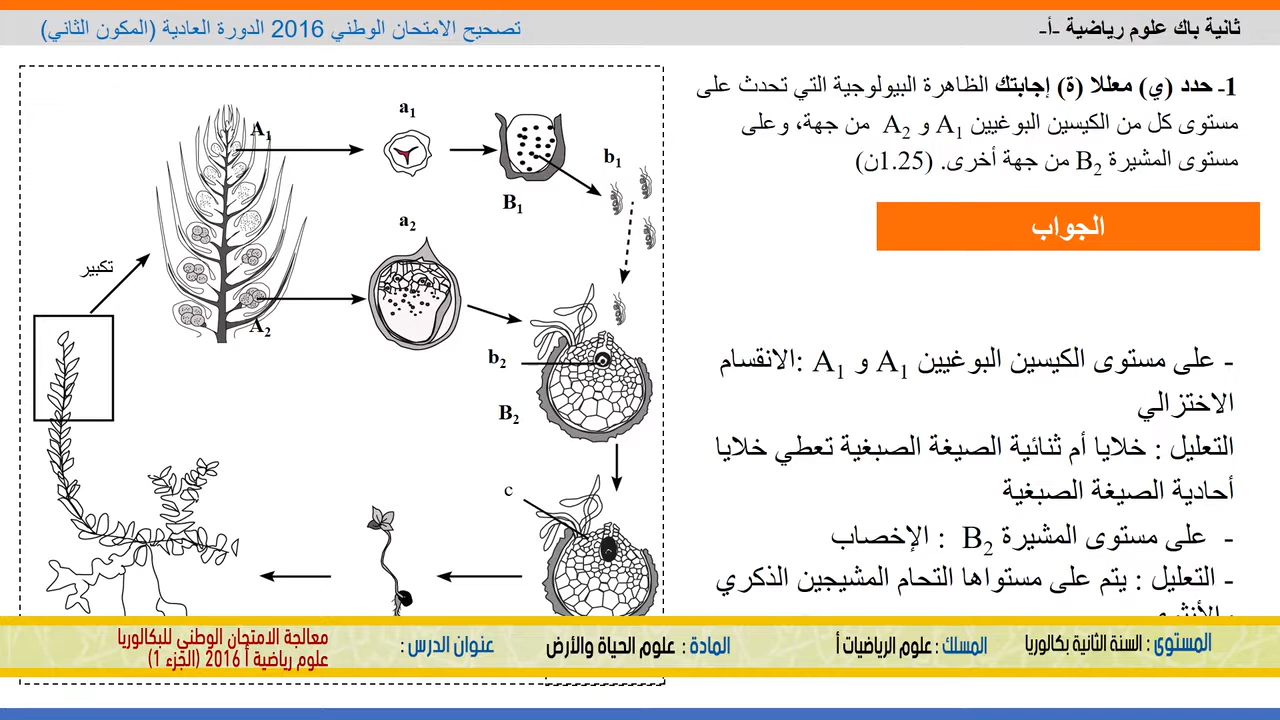 ثانية باك علوم رياضية -أ-
تصحيح الامتحان الوطني 2016 الدورة العادية (المكون الثاني)
1- حدد (ي) معللا (ة) إجابتك الظاهرة البيولوجية التي تحدث على
مستوى كل من الكيسين البوغيين A1 و A2 من جهة، وعلى
مستوى المشيرة B2 من جهة أخرى. (1.25ن)
الجواب
- على مستوى الكيسين البوغيين A1 و A1 :الانقسام
الاختزالي
التعليل : خلايا أم ثنائية الصيغة الصبغية تعطي خلايا
أحادية الصيغة الصبغية
- على مستوى المشيرة B2 : الإخصاب
- التعليل : يتم على مستواها التحام المشيجين الذكري
A1
a1
B1
b1
a2
A2
تكبير
b2
B2
c
المستوى : السنة الثانية بكالوريا
المسلك : علوم الرياضيات أ
المادة : علوم الحياة والأرض
عنوان الدرس :
معالجة الامتحان الوطني للبكالوريا
علوم رياضية أ 2016 (الجزء 1)